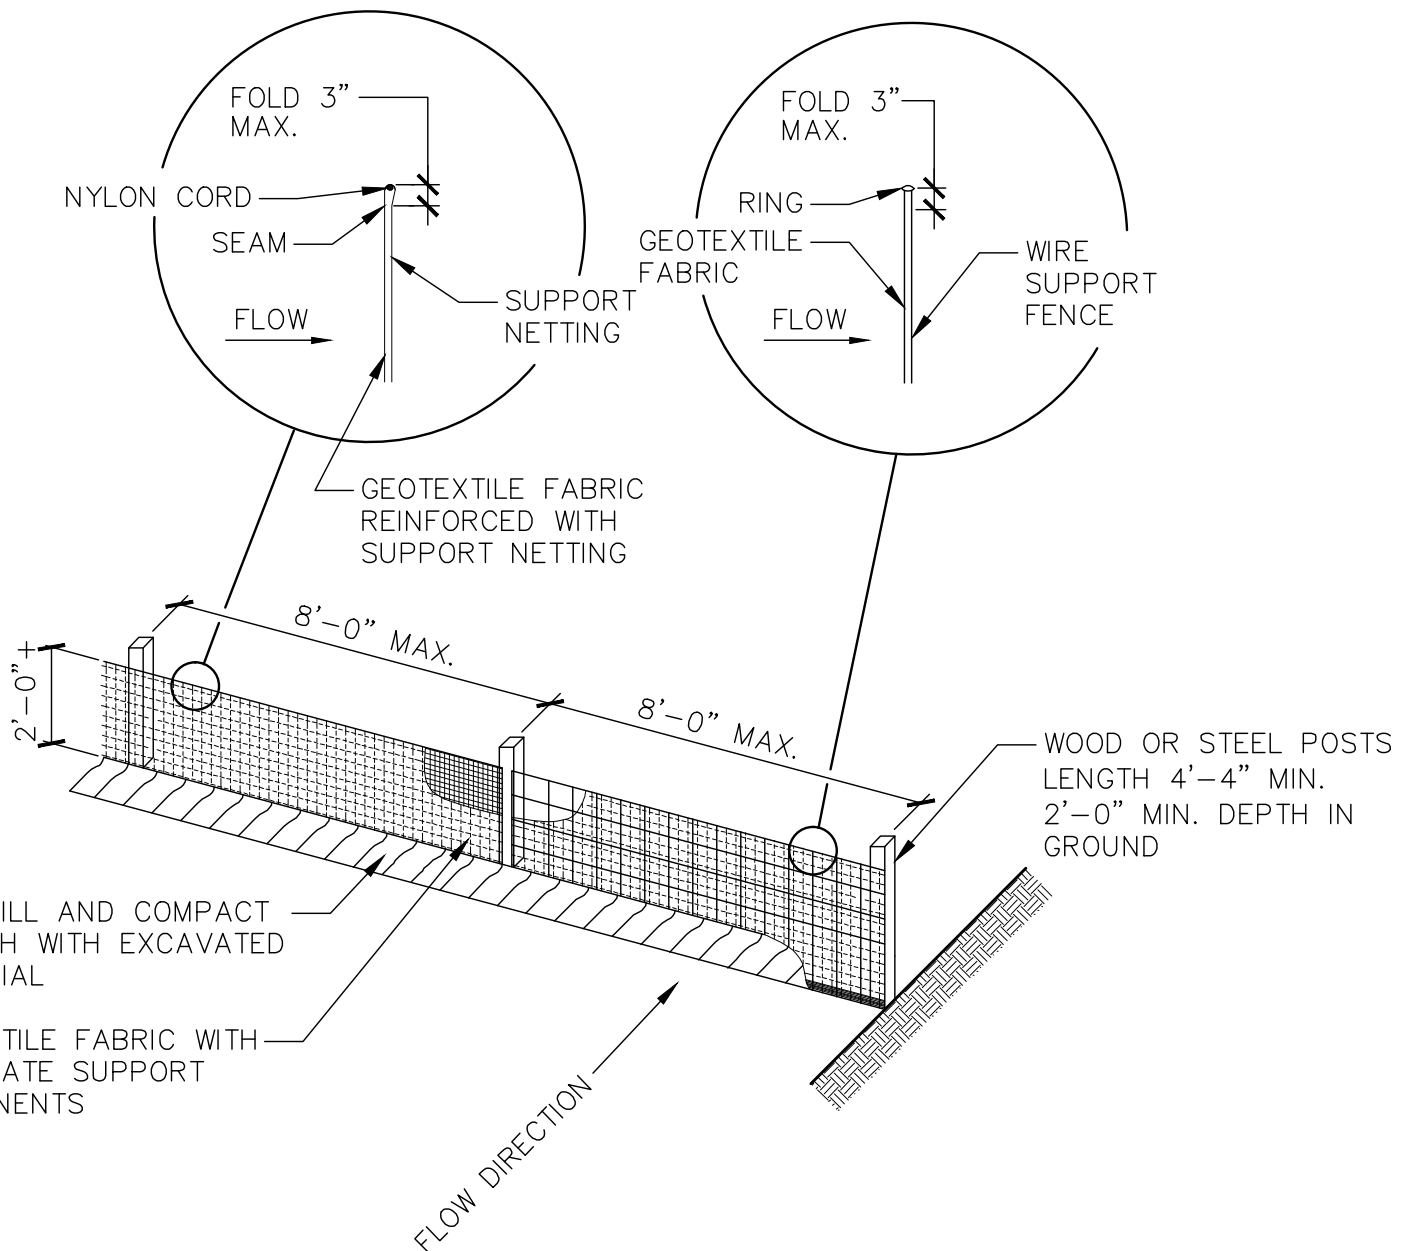 FOLD 3"
MAX.
NYLON CORD
SEAM
SUPPORT
NETTING
FLOW
GEOTEXTILE FABRIC
REINFORCED WITH
SUPPORT NETTING
FOLD 3"
MAX.
RING
GEOTEXTILE
FABRIC
WIRE
SUPPORT
FENCE
FLOW
8'-0" MAX.
8'-0" MAX.
2'-0"+
WOOD OR STEEL POSTS
LENGTH 4'-4" MIN.
2'-0" MIN. DEPTH IN
GROUND
ILL AND COMPACT
H WITH EXCAVATED
IAL
TILE FABRIC WITH
ATE SUPPORT
NENTS
FLOW DIRECTION